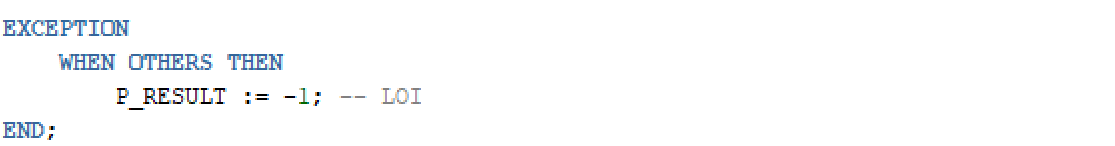 EXCEPTION
WHEN OTHERS THEN
P_RESULT := -1; -- LOI
END;